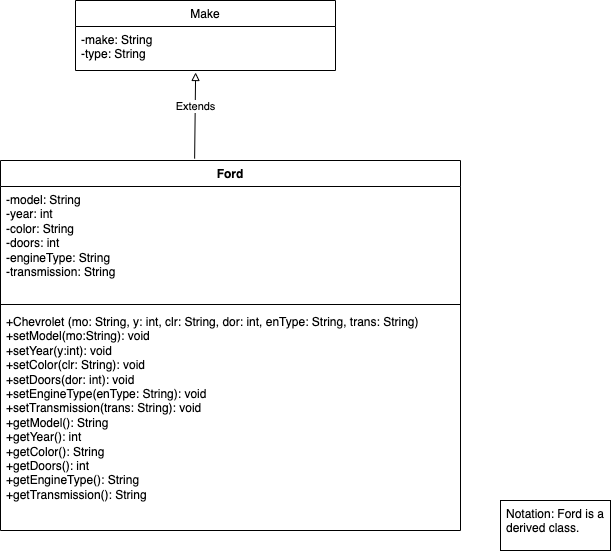 Make
-make: String
-type: String
Extends
Ford
-model: String
-year: int
-color: String
-doors: int
-engineType: String
-transmission: String
+Chevrolet (mo: String, y: int, clr: String, dor: int, enType: String, trans: String)
+setModel(mo:String): void
+setYear(y:int): void
+setColor(clr: String): void
+setDoors(dor: int): void
+setEngineType(enType: String): void
+setTransmission(trans: String): void
+getModel(): String
+getYear(): int
+getColor(): String
+getDoors(): int
+getEngineType(): String
+getTransmission(): String
Notation: Ford is a
derived class.